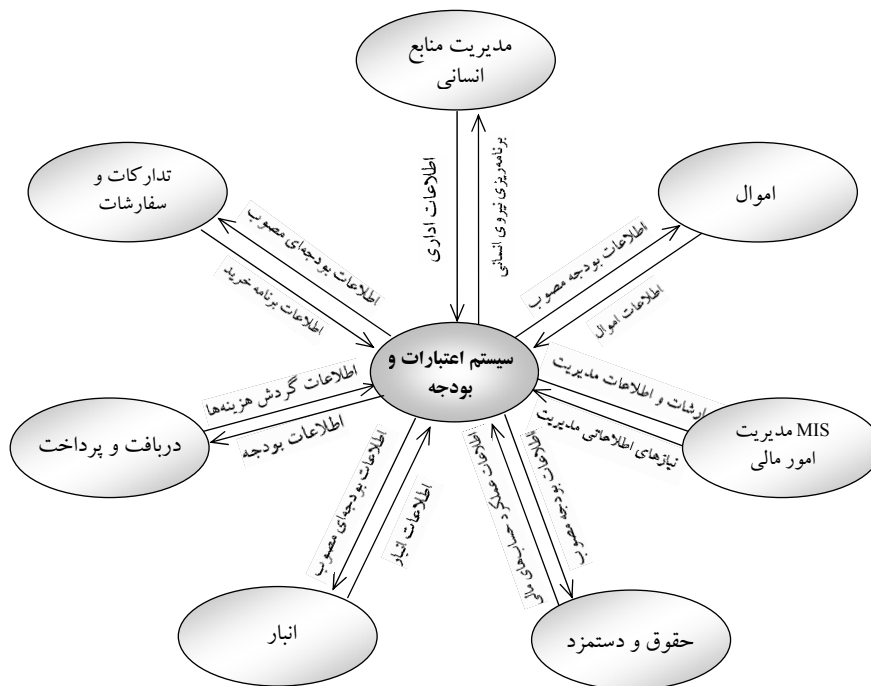 مدیریت منابع
انسانی
تدارکات و
سفارشات
اموال
اطلاعات اداری
برنامه‌ریزی نیروی انسانی
اطلاعات بودجه‌ای مصوب
اطلاعات برنامه خرید
اطلاعات بودجه مصوب
اطلاعات اموال
سیستم اعتبارات و
بودجه
اطلاعات گردش هزینه‌ها
اطلاعات بودجه
و اطلاعات مدیریت
نیازهای اطلاعاتی مدیریت
دربافت و پرداخت
MIS مدیریت
امور مالی
اطلاعات بودجه‌ای مصوب
اطلاعات انبار
اطلاعات عملکرد حساب‌های مالی
اطلاعات بودجه مصوب
انبار
حقوق و دستمزد